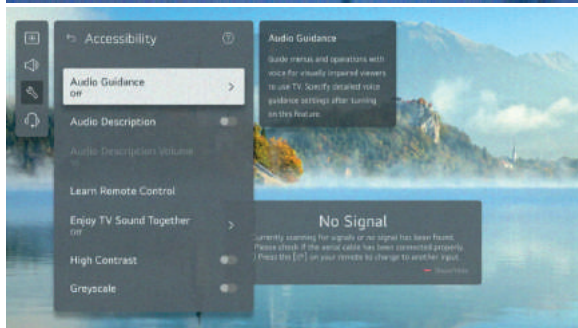 Accessibility
Audio Guidance
Off
Audio Description
Audio Description Volume
Learn Remote Control
Enjoy TV Sound Together
Off
High Contrast
Greyscale
Audio Guidance
Guide menus and operations with
voice for visually impaired viewers
to use TV. Specify detailed voice
guidance settings after turning
on this feature.
No Signal
Currently scanning for signals or no signal has been found.
Please check if the aerial cable has been connected properly.
Press the [ ] on your remote to change to another input.